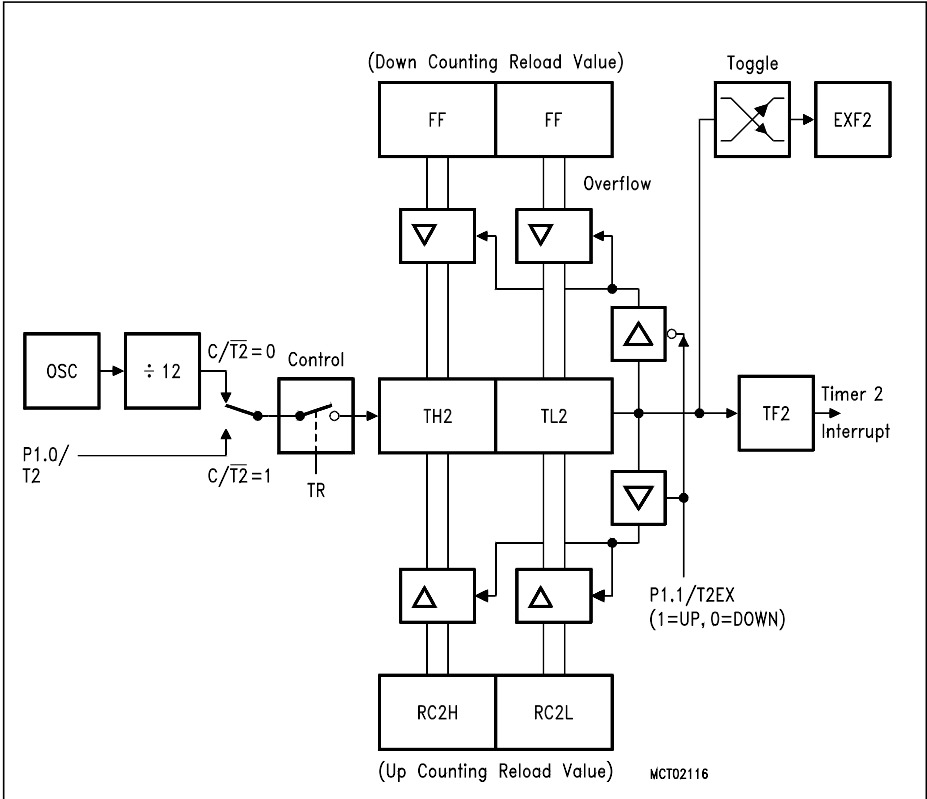 (Down Counting Reload Value)
Toggle
FF
FF
EXF2
Overflow
OSC
÷ 12
C/T̅2̅=0
Control
TH2
TL2
TF2
Timer 2
Interrupt
P1.0/
T2
C/T̅2̅=1
TR
P1.1/T2EX
(1=UP, 0=DOWN)
RC2H
RC2L
(Up Counting Reload Value)
MCT02116